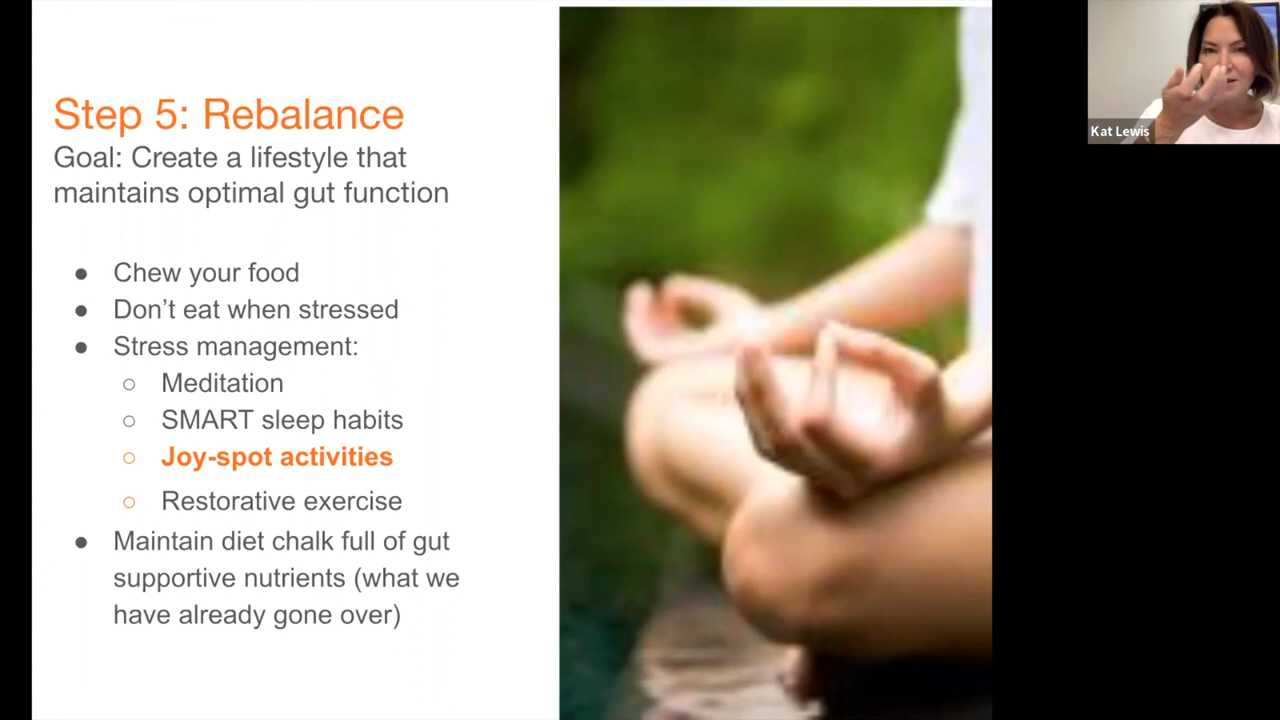 Step 5: Rebalance
Goal: Create a lifestyle that
maintains optimal gut function
● Chew your food
● Don’t eat when stressed
● Stress management:
○ Meditation
○ SMART sleep habits
○ Joy-spot activities
○ Restorative exercise
● Maintain diet chalk full of gut
supportive nutrients (what we
have already gone over)
Kat Lewis